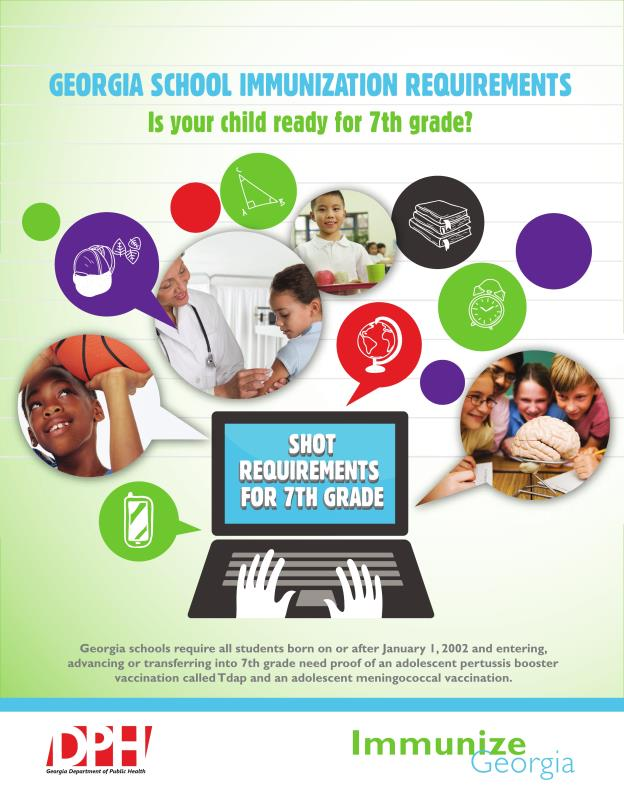 GEORGIA SCHOOL IMMUNIZATION REQUIREMENTS
Is your child ready for 7th grade?
C
A
B
SHOT
REQUIREMENTS
FOR 7TH GRADE
Georgia schools require all students born on or after January 1, 2002 and entering,
advancing or transferring into 7th grade need proof of an adolescent pertussis booster
vaccination called Tdap and an adolescent meningococcal vaccination.
DPH
Georgia Department of Public Health
Immunize
Georgia